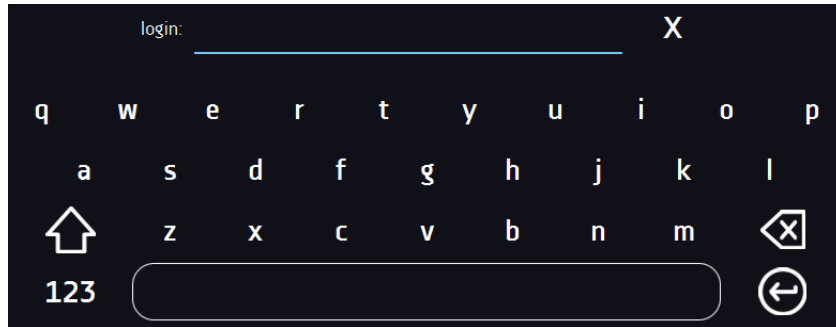 login: X
q w e r t y u i o p
a s d f g h j k l
z x c v b n m
123